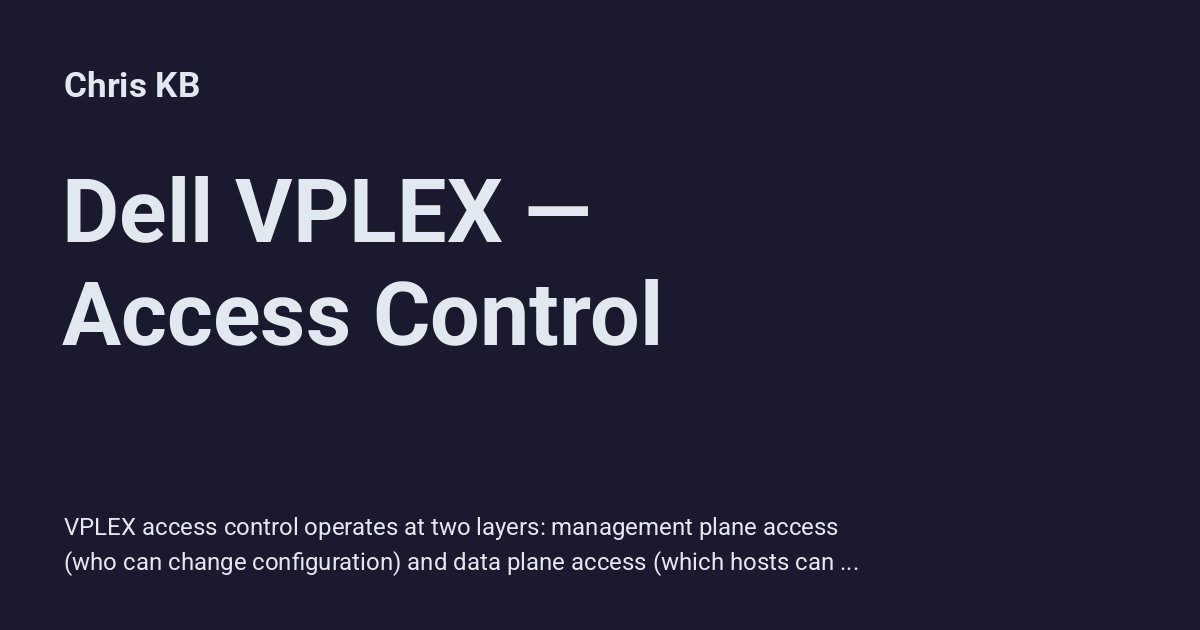 Chris KB
Dell VPLEX —
Access Control
VPLEX access control operates at two layers: management plane access
(who can change configuration) and data plane access (which hosts can ...